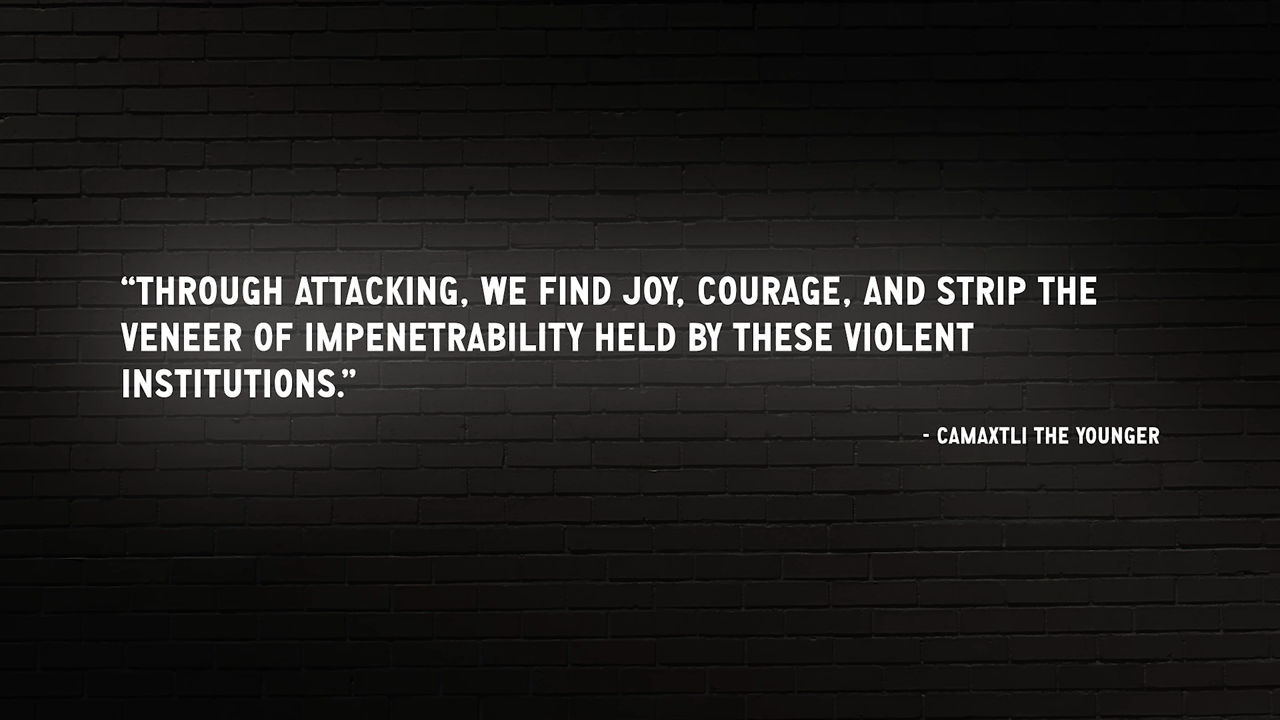 “THROUGH ATTACKING, WE FIND JOY, COURAGE, AND STRIP THE
VENEER OF IMPENETRABILITY HELD BY THESE VIOLENT
INSTITUTIONS.”
- CAMAXTLI THE YOUNGER